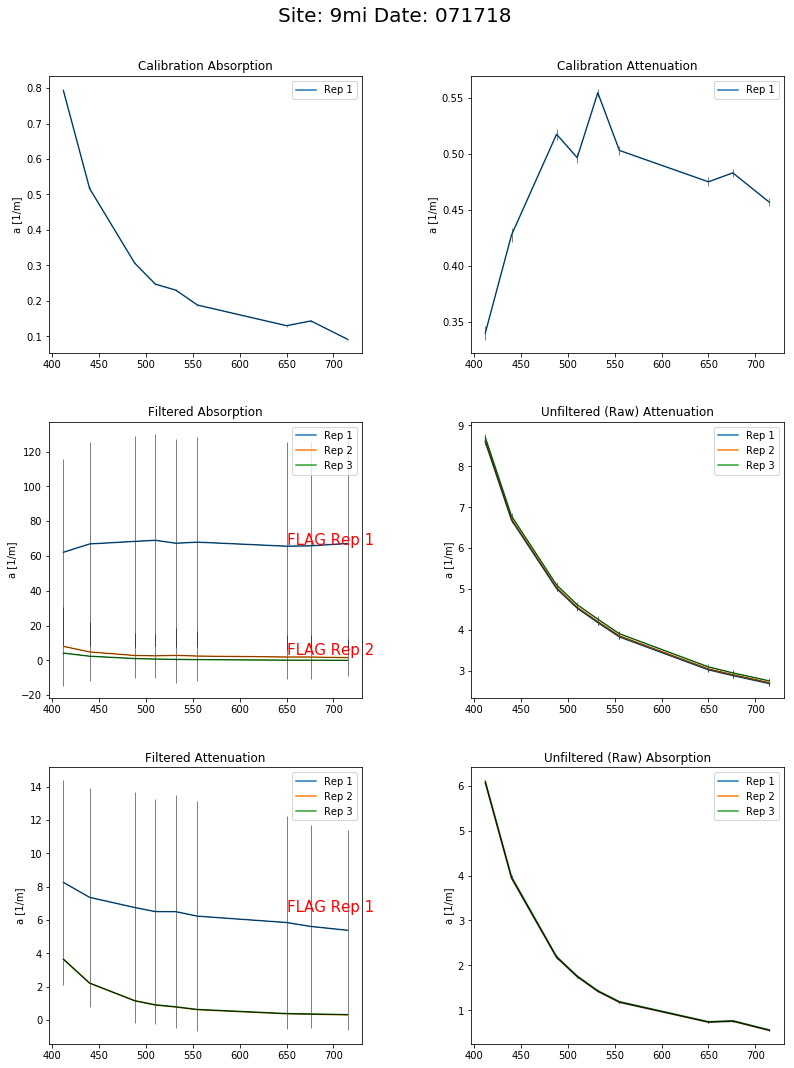 Site: 9mi Date: 071718
Calibration Absorption
Rep 1
0.8
0.7
0.6
0.5
0.4
0.3
0.2
0.1
a [1/m]
400 450 500 550 600 650 700
Calibration Attenuation
Rep 1
0.55
0.50
0.45
0.40
0.35
a [1/m]
400 450 500 550 600 650 700
Filtered Absorption
Rep 1
Rep 2
Rep 3
120
100
80
60
40
20
0
−20
a [1/m]
FLAG Rep 1
FLAG Rep 2
400 450 500 550 600 650 700
Unfiltered (Raw) Attenuation
Rep 1
Rep 2
Rep 3
9
8
7
6
5
4
3
a [1/m]
400 450 500 550 600 650 700
Filtered Attenuation
Rep 1
Rep 2
Rep 3
14
12
10
8
6
4
2
0
a [1/m]
FLAG Rep 1
400 450 500 550 600 650 700
Unfiltered (Raw) Absorption
Rep 1
Rep 2
Rep 3
6
5
4
3
2
1
a [1/m]
400 450 500 550 600 650 700